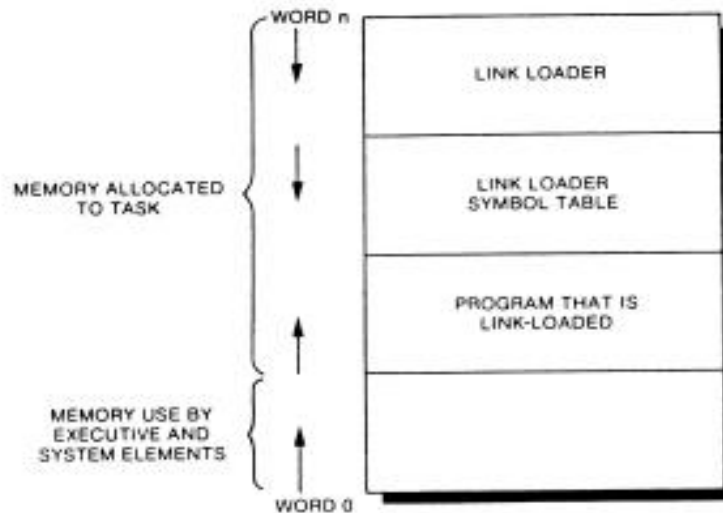 WORD n
LINK LOADER
MEMORY ALLOCATED
TO TASK
LINK LOADER
SYMBOL TABLE
PROGRAM THAT IS
LINK-LOADED
MEMORY USE BY
EXECUTIVE AND
SYSTEM ELEMENTS
WORD 0